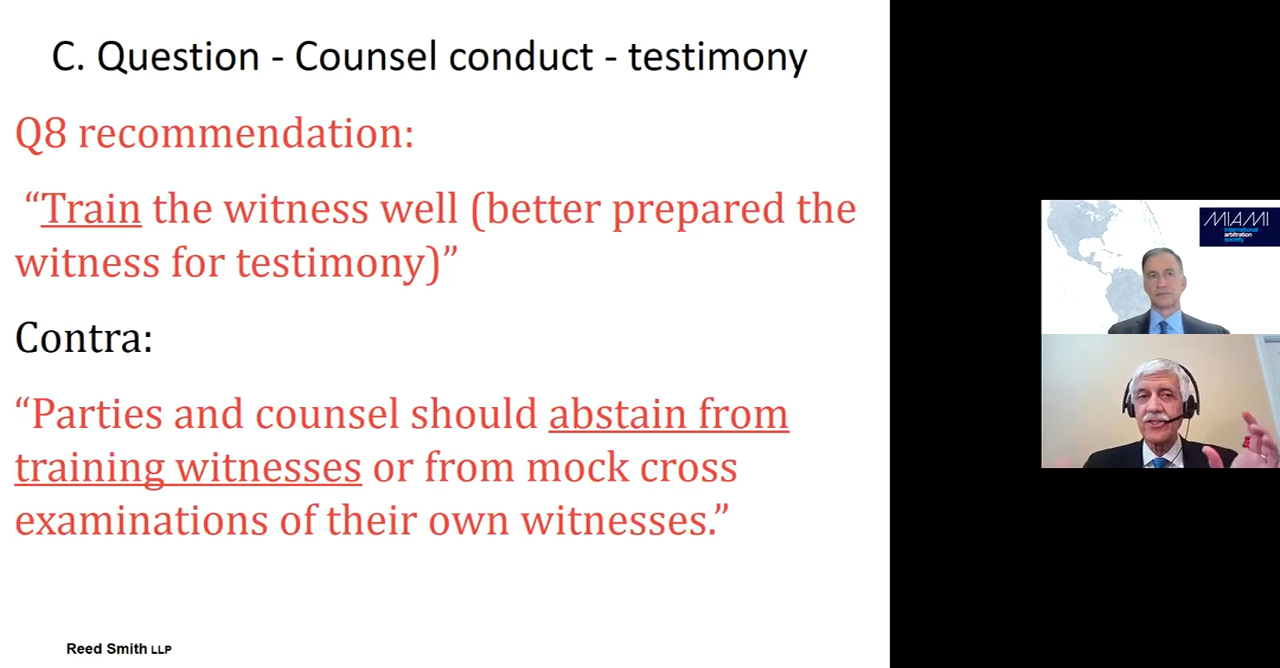 C. Question - Counsel conduct - testimony
Q8 recommendation:
“Train the witness well (better prepared the
witness for testimony)”
Contra:
“Parties and counsel should abstain from
training witnesses or from mock cross
examinations of their own witnesses.”
Reed Smith LLP
MIAMI
international
arbitration
society